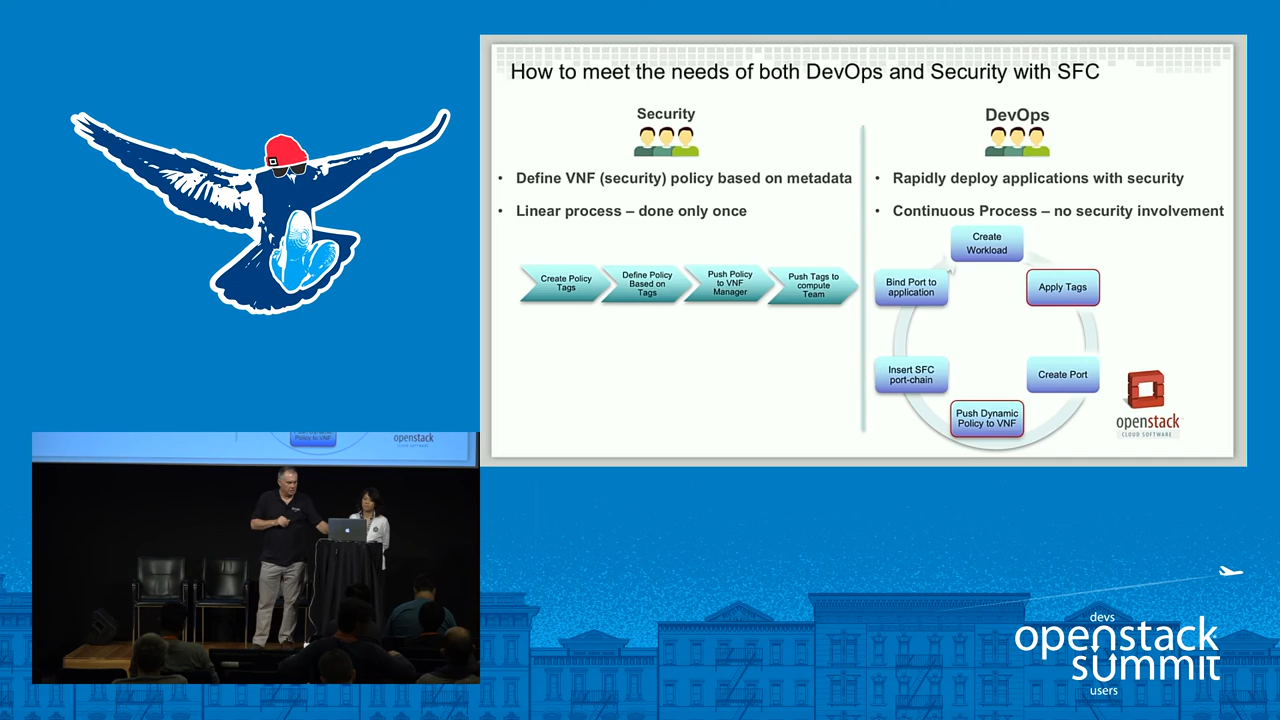 How to meet the needs of both DevOps and Security with SFC
Security
• Define VNF (security) policy based on metadata
• Linear process – done only once
Create Policy
Tags
Define Policy
Based on
Tags
Push Policy
to VNF
Manager
Push Tags to
compute
Team
DevOps
• Rapidly deploy applications with security
• Continuous Process – no security involvement
Create
Workload
Apply Tags
Create Port
Push Dynamic
Policy to VNF
Insert SFC
port-chain
Bind Port to
application
openstack
CLOUD SOFTWARE
Policy to VNF
openstack
devs
openstack
summit
users